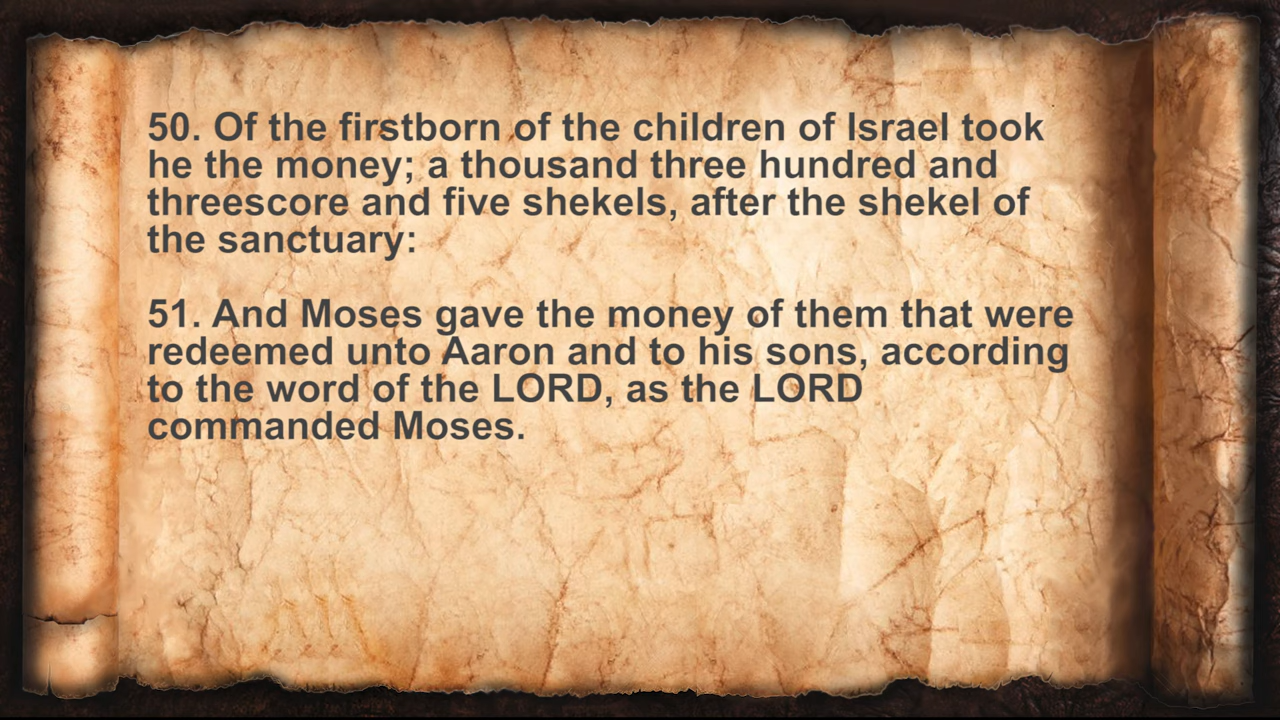 50. Of the firstborn of the children of Israel took
he the money; a thousand three hundred and
threescore and five shekels, after the shekel of
the sanctuary:
51. And Moses gave the money of them that were
redeemed unto Aaron and to his sons, according
to the word of the LORD, as the LORD
commanded Moses.